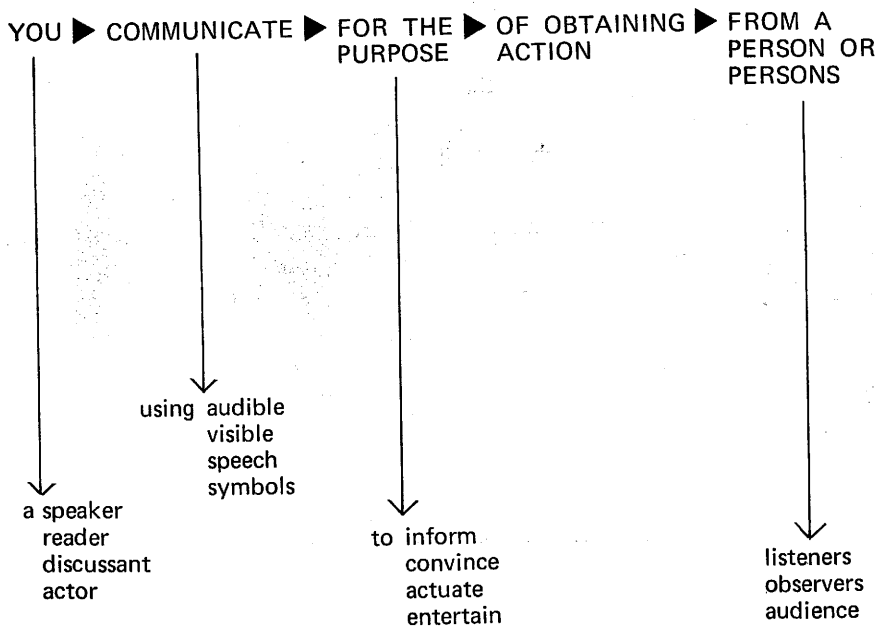 YOU ▶ COMMUNICATE ▶ FOR THE ▶ OF OBTAINING ▶ FROM A
PURPOSE ACTION PERSON OR
PERSONS
using audible
visible
speech
symbols
a speaker
reader
discussant
actor
to inform
convince
actuate
entertain
listeners
observers
audience